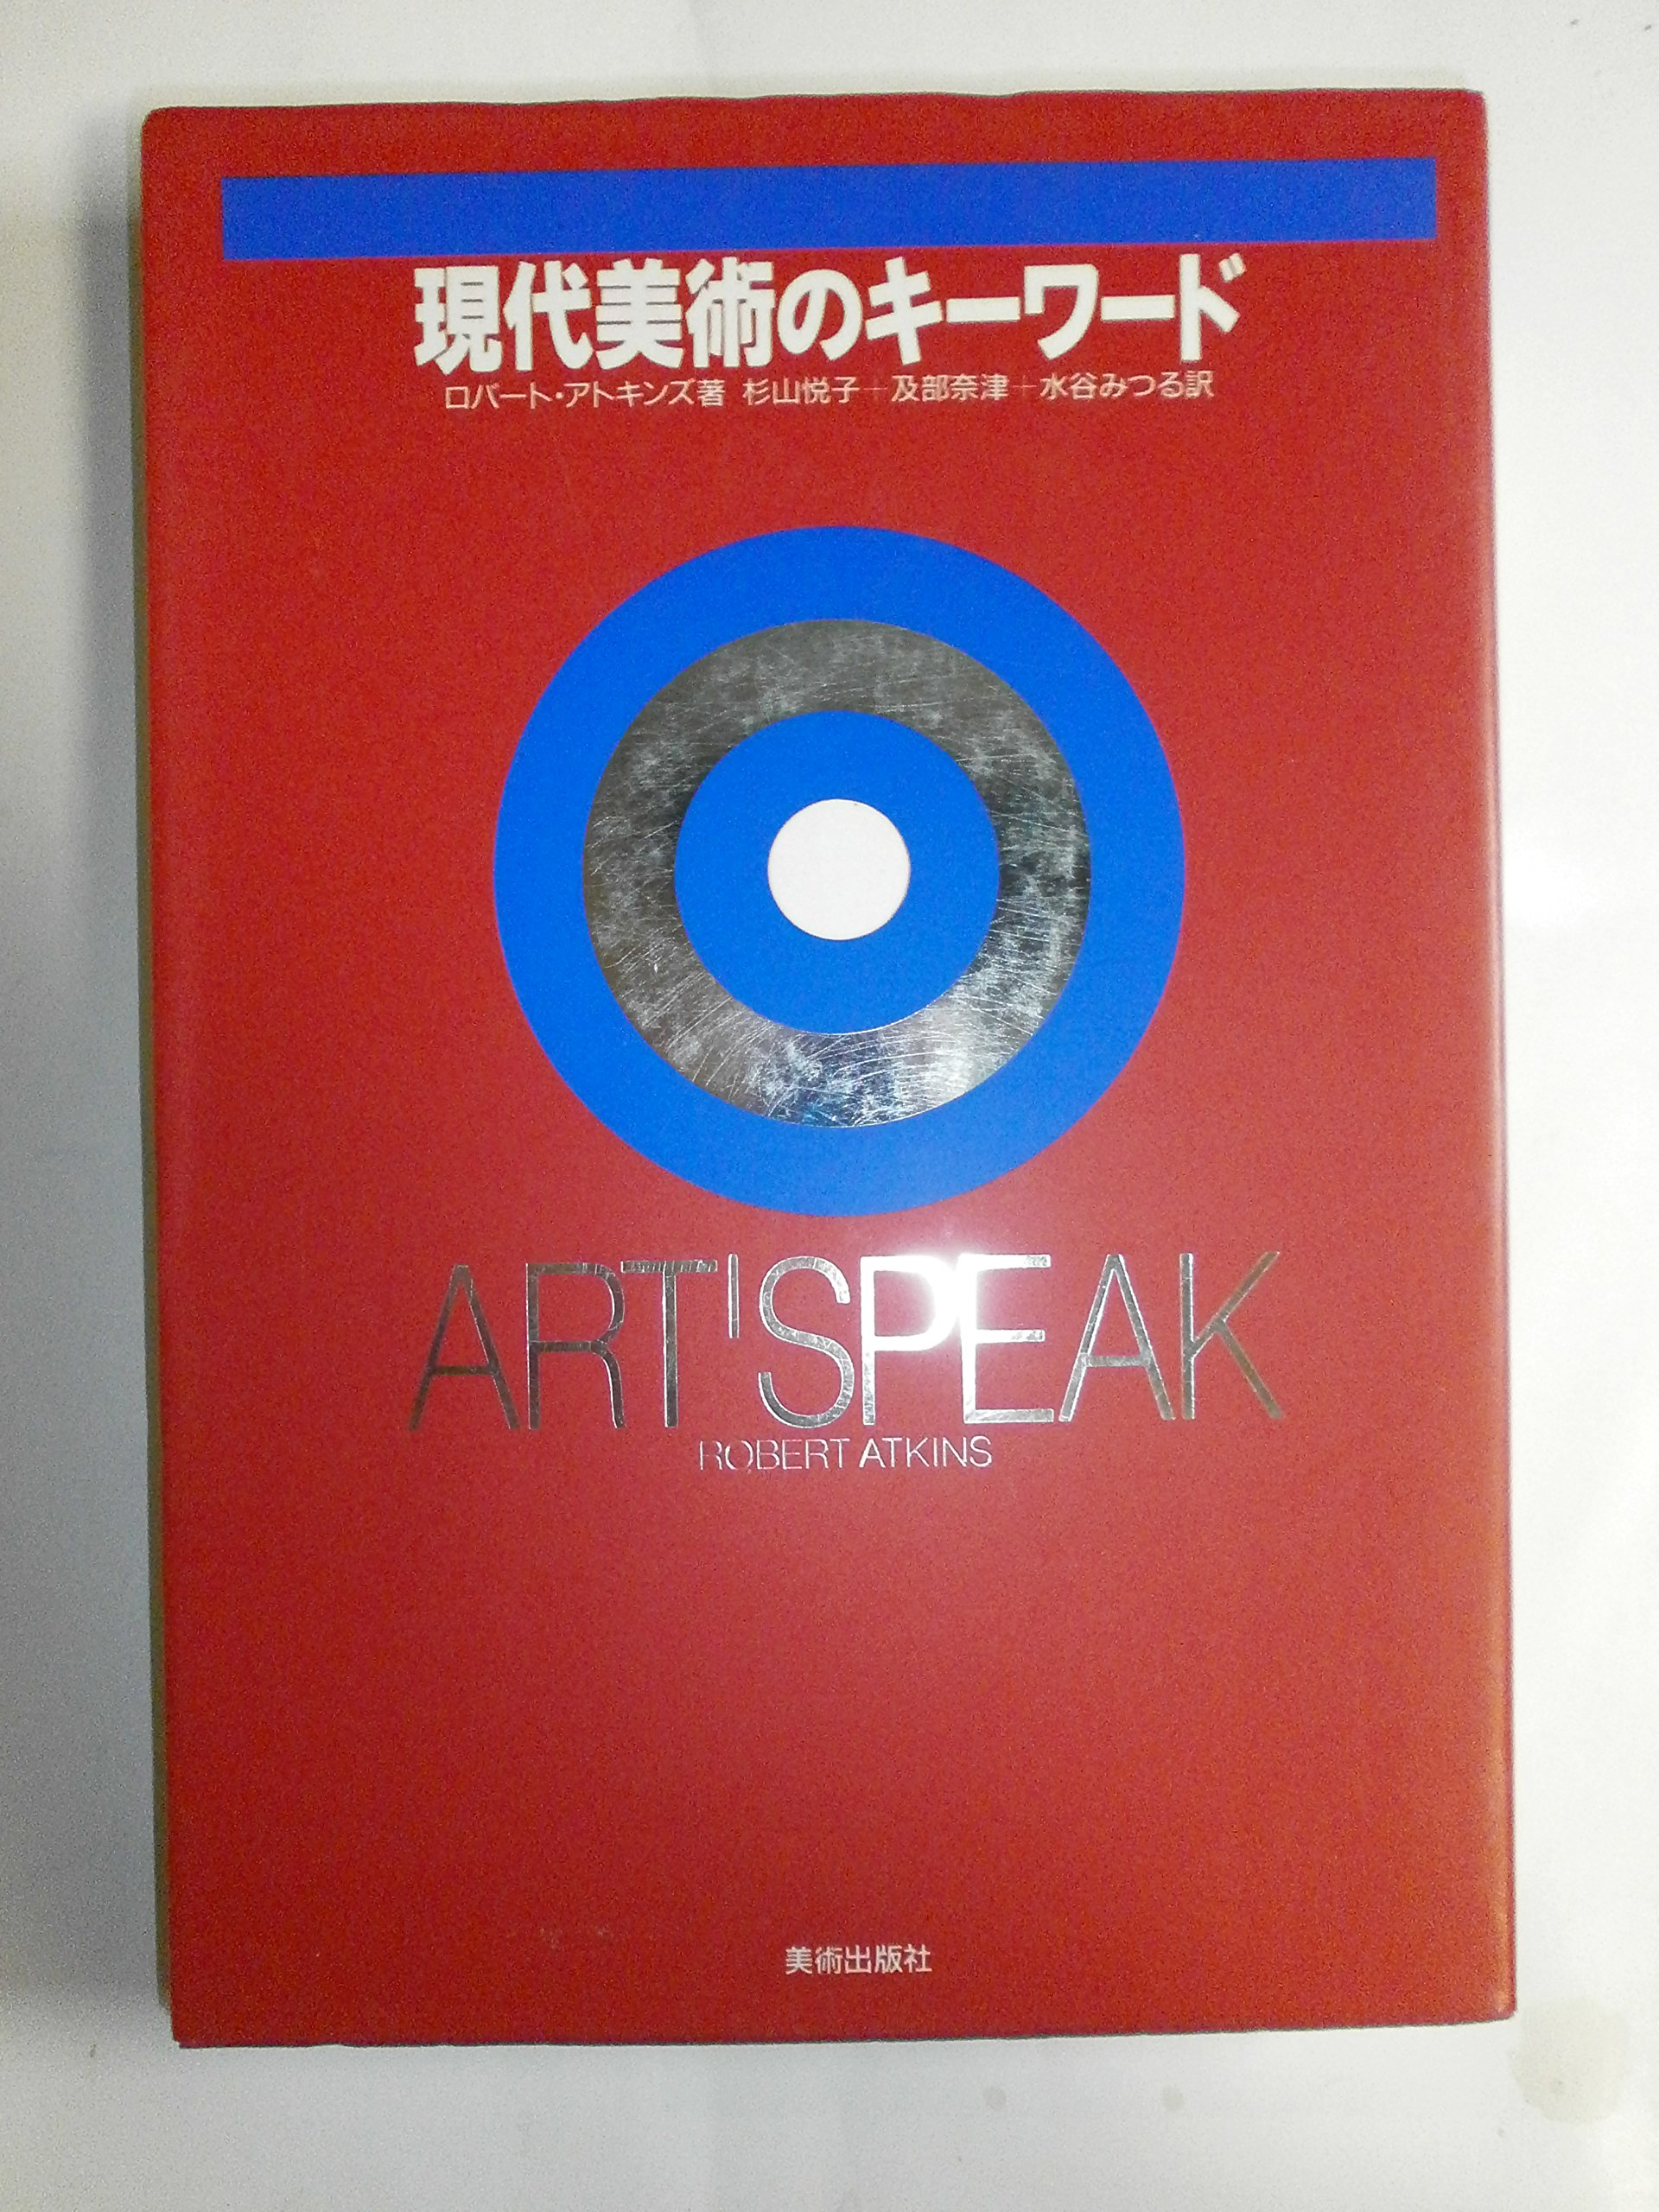 現代美術のキーワード
ロバート・アトキンズ著 杉山悦子+及部奈津+水谷みつる訳
ART'SPEAK
ROBERT ATKINS
美術出版社